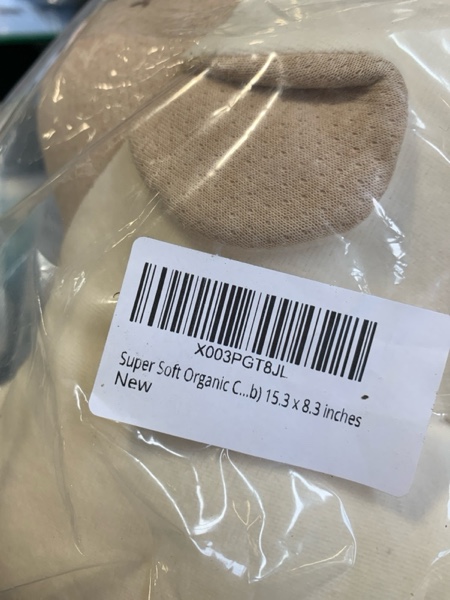 X003PGT8JL
Super Soft Organic C...b) 15.3 x 8.3 inches
New